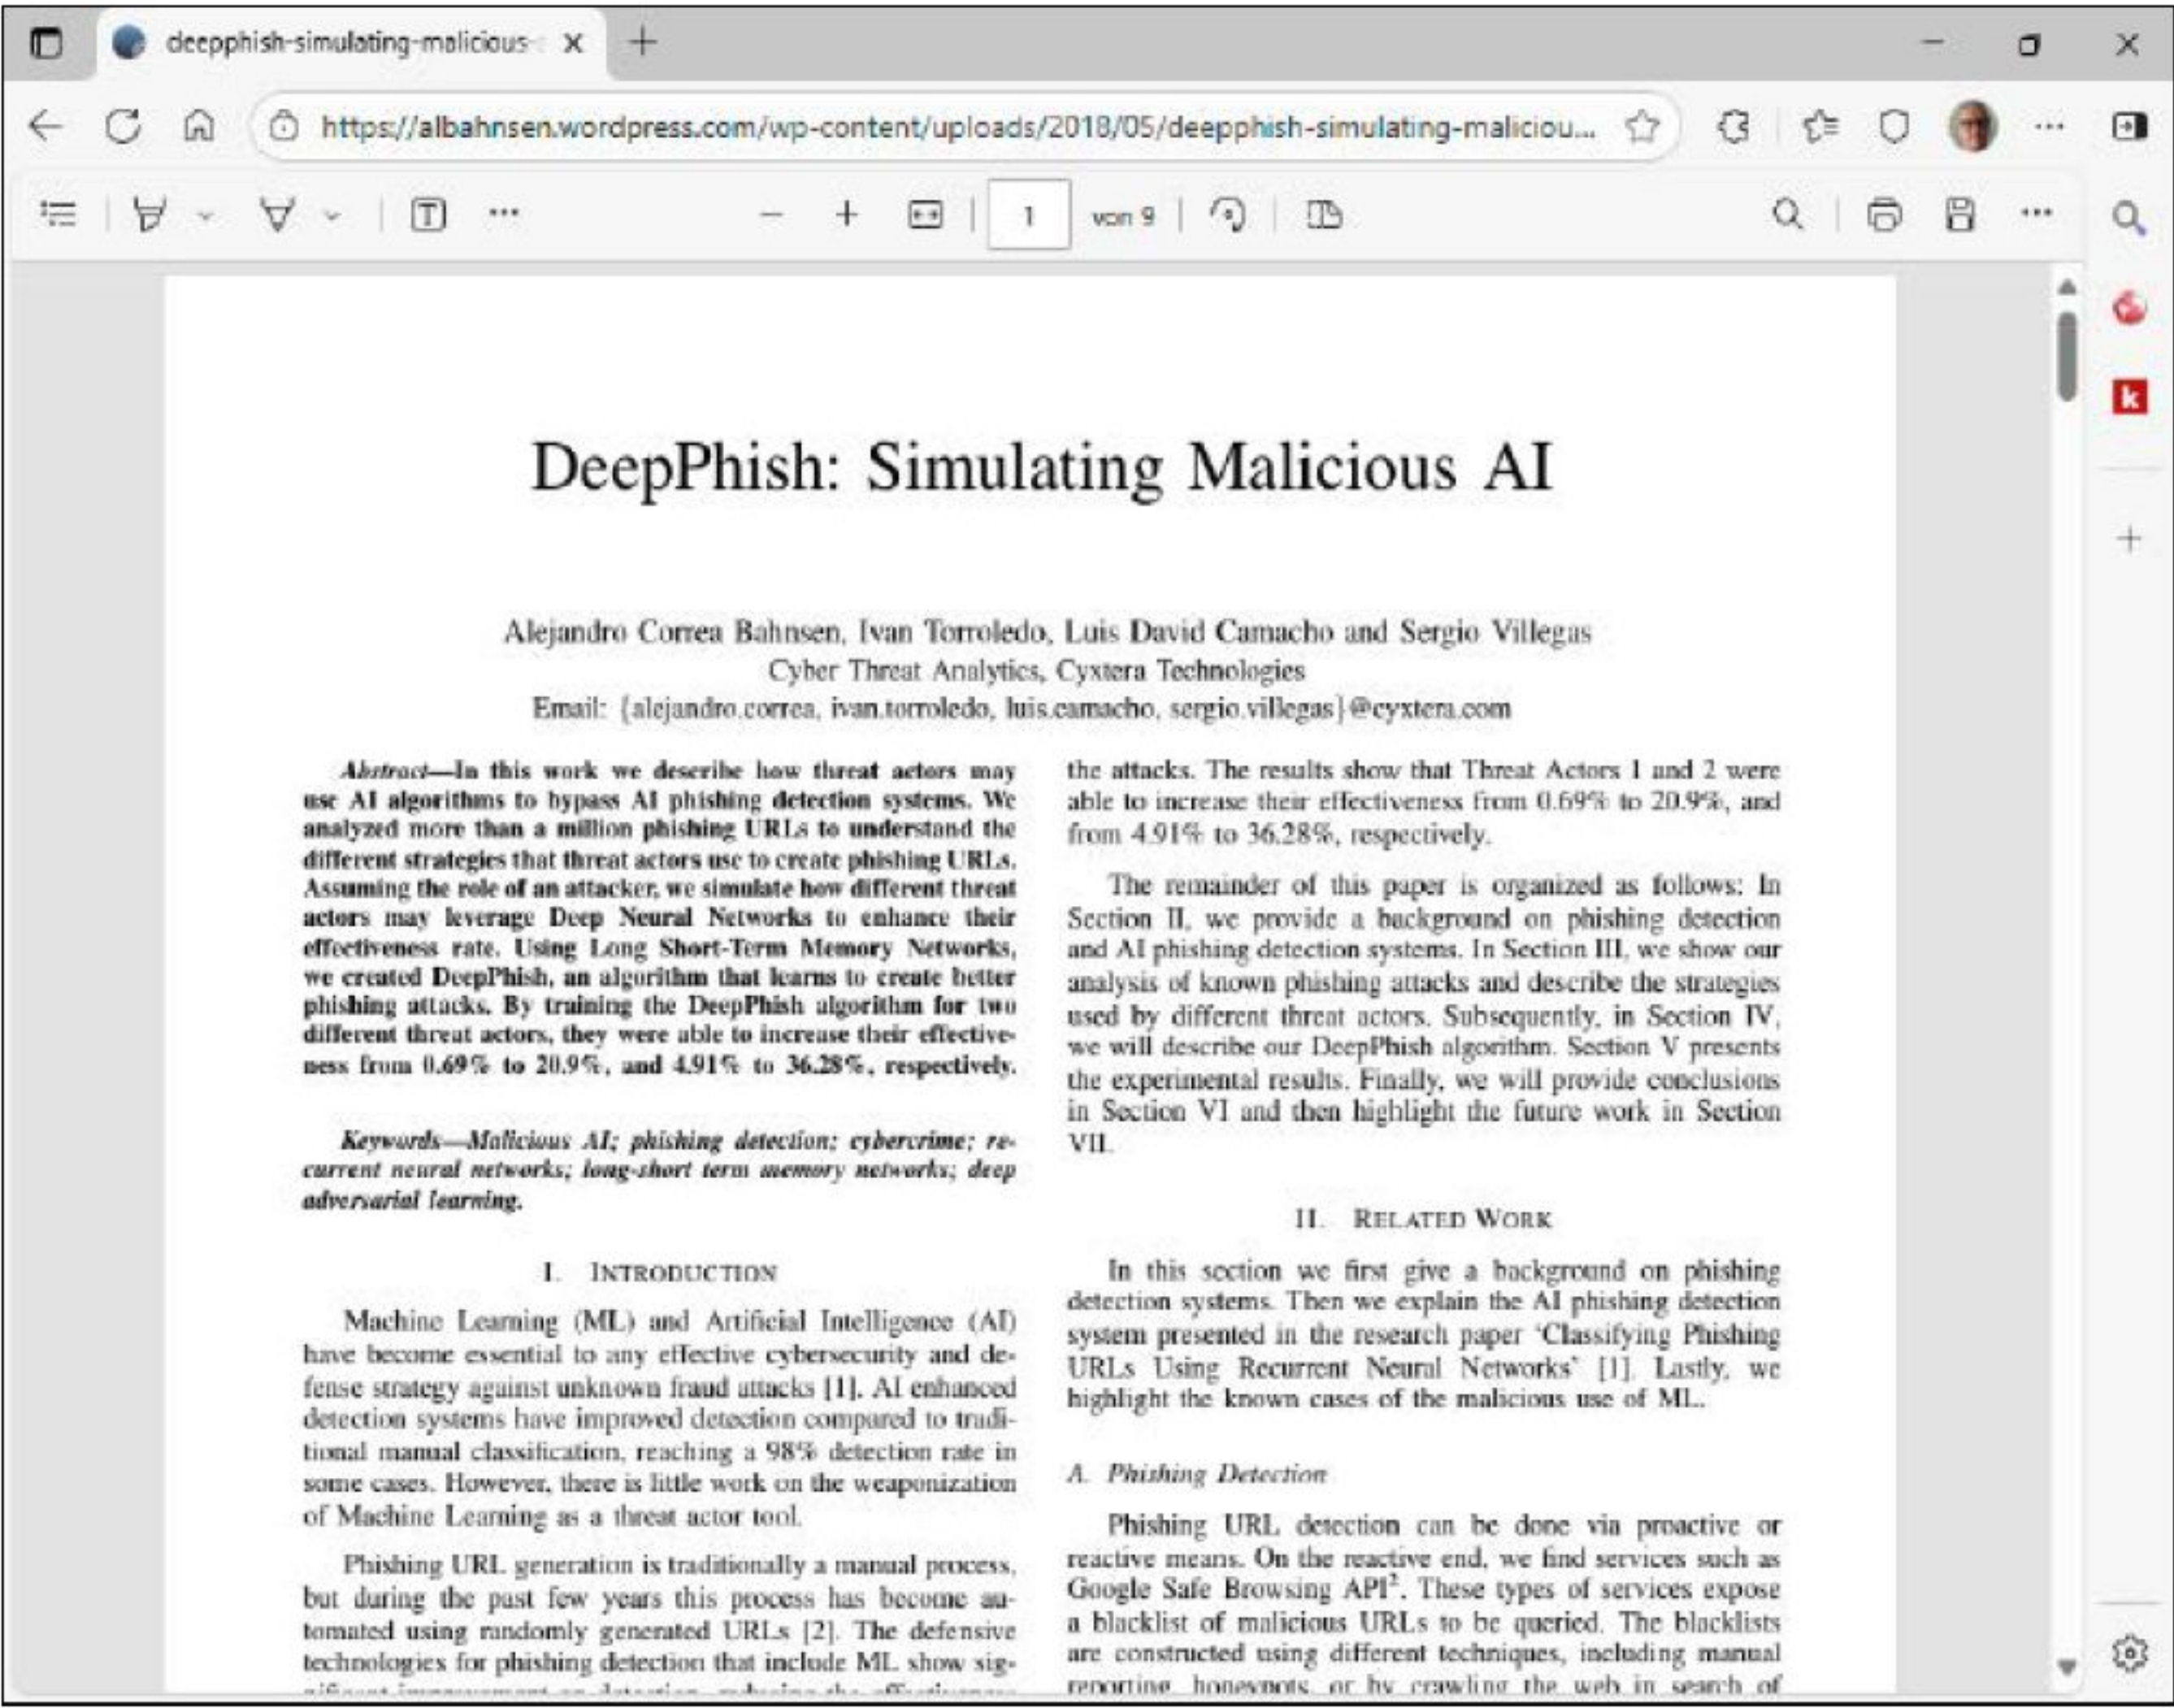 deepphish-simulating-malicious-
https://albahnsen.wordpress.com/wp-content/uploads/2018/05/deepphish-simulating-maliciou...
1 von 9
k
DeepPhish: Simulating Malicious AI
Alejandro Correa Bahnsen, Ivan Torroledo, Luis David Camacho and Sergio Villegas
Cyber Threat Analytics, Cyxtera Technologies
Email: {alejandro.correa, ivan.torroledo, luis.camacho, sergio.villegas}@cyxtera.com
Abstract—In this work we describe how threat actors may
use AI algorithms to bypass AI phishing detection systems. We
analyzed more than a million phishing URLs to understand the
different strategies that threat actors use to create phishing URLs.
Assuming the role of an attacker, we simulate how different threat
actors may leverage Deep Neural Networks to enhance their
effectiveness rate. Using Long Short-Term Memory Networks,
we created DeepPhish, an algorithm that learns to create better
phishing attacks. By training the DeepPhish algorithm for two
different threat actors, they were able to increase their effective-
ness from 0.69% to 20.9%, and 4.91% to 36.28%, respectively.
Keywords—Malicious AI; phishing detection; cybercrime; re-
current neural networks; long-short term memory networks; deep
adversarial learning.
I. INTRODUCTION
Machine Learning (ML) and Artificial Intelligence (AI)
have become essential to any effective cybersecurity and de-
fense strategy against unknown fraud attacks [1]. AI enhanced
detection systems have improved detection compared to tradi-
tional manual classification, reaching a 98% detection rate in
some cases. However, there is little work on the weaponization
of Machine Learning as a threat actor tool.
Phishing URL generation is traditionally a manual process,
but during the past few years this process has become au-
tomated using randomly generated URLs [2]. The defensive
technologies for phishing detection that include ML show sig-
the attacks. The results show that Threat Actors 1 and 2 were
able to increase their effectiveness from 0.69% to 20.9%, and
from 4.91% to 36.28%, respectively.
The remainder of this paper is organized as follows: In
Section II, we provide a background on phishing detection
and AI phishing detection systems. In Section III, we show our
analysis of known phishing attacks and describe the strategies
used by different threat actors. Subsequently, in Section IV,
we will describe our DeepPhish algorithm. Section V presents
the experimental results. Finally, we will provide conclusions
in Section VI and then highlight the future work in Section
VII.
II. RELATED WORK
In this section we first give a background on phishing
detection systems. Then we explain the AI phishing detection
system presented in the research paper ‘Classifying Phishing
URLs Using Recurrent Neural Networks’ [1]. Lastly, we
highlight the known cases of the malicious use of ML.
A. Phishing Detection
Phishing URL detection can be done via proactive or
reactive means. On the reactive end, we find services such as
Google Safe Browsing API². These types of services expose
a blacklist of malicious URLs to be queried. The blacklists
are constructed using different techniques, including manual
reporting, honeypots, or by crawling the web in search of